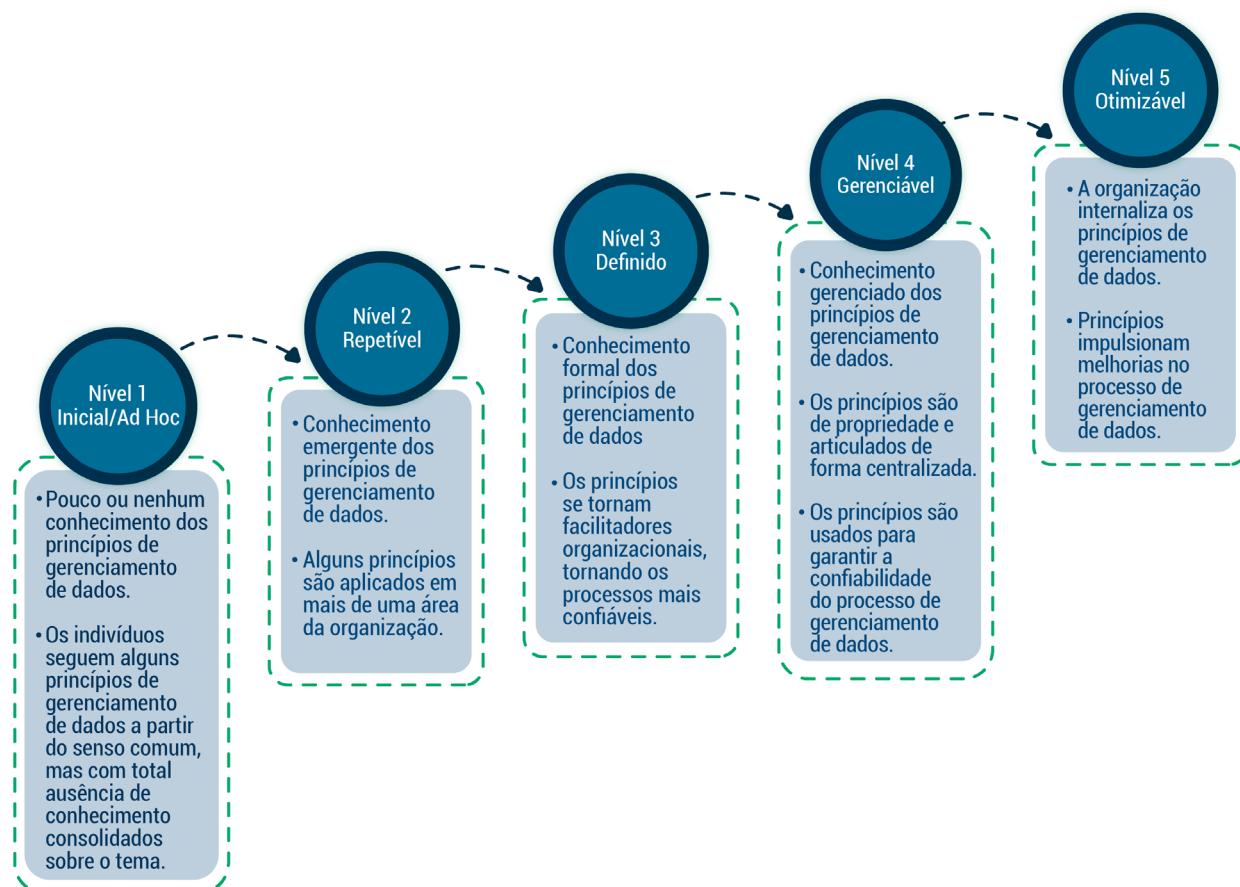 Nível 1
Inicial/Ad Hoc
• Pouco ou nenhum
conhecimento dos
princípios de
gerenciamento
de dados.
• Os indivíduos
seguem alguns
princípios de
gerenciamento
de dados a partir
do senso comum,
mas com total
ausência de
conhecimento
consolidados
sobre o tema.
Nível 2
Repetível
• Conhecimento
emergente dos
princípios de
gerenciamento
de dados.
• Alguns princípios
são aplicados em
mais de uma área
da organização.
Nível 3
Definido
• Conhecimento
formal dos
princípios de
gerenciamento
de dados
• Os princípios
se tornam
facilitadores
organizacionais,
tornando os
processos mais
confiáveis.
Nível 4
Gerenciável
• Conhecimento
gerenciado dos
princípios de
gerenciamento
de dados.
• Os princípios são
de propriedade e
articulados de
forma centralizada.
• Os princípios são
usados para
garantir a
confiabilidade
do processo de
gerenciamento
de dados.
Nível 5
Otimizável
• A organização
internaliza os
princípios de
gerenciamento
de dados.
• Princípios
impulsionam
melhorias no
processo de
gerenciamento
de dados.